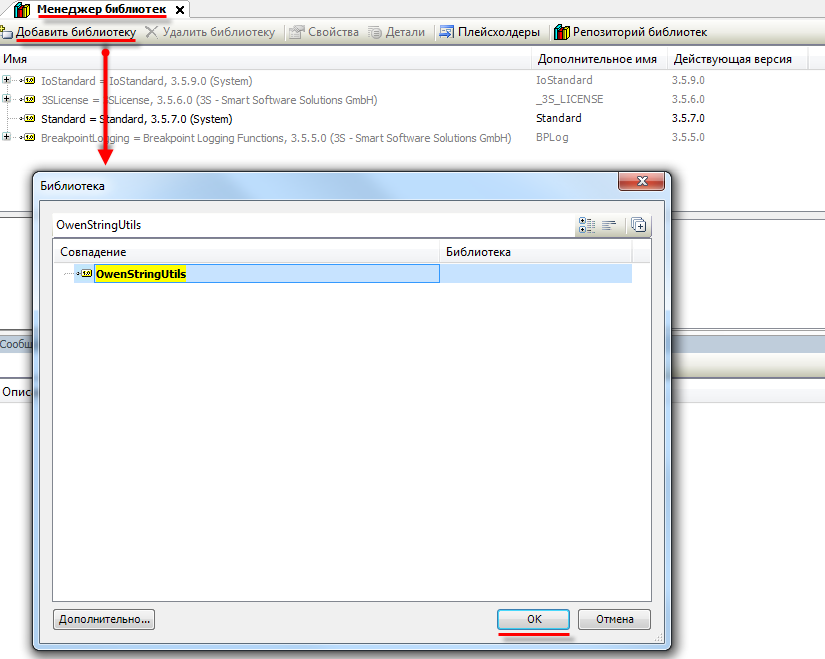 Менеджер библиотек
Добавить библиотеку Удалить библиотеку Свойства Детали Плейсхолдеры Репозиторий библиотек
Имя Дополнительное имя Действующая версия
IoStandard = IoStandard, 3.5.9.0 (System) IoStandard 3.5.9.0
3SLicense = 3SLicense, 3.5.6.0 (3S - Smart Software Solutions GmbH) _3S_LICENSE 3.5.6.0
Standard = Standard, 3.5.7.0 (System) Standard 3.5.7.0
BreakpointLogging = Breakpoint Logging Functions, 3.5.5.0 (3S - Smart Software Solutions GmbH) BPLog 3.5.5.0
Библиотека
OwenStringUtils
Совпадение Библиотека
OwenStringUtils
Сообщ
Опис
Дополнительно... OK Отмена